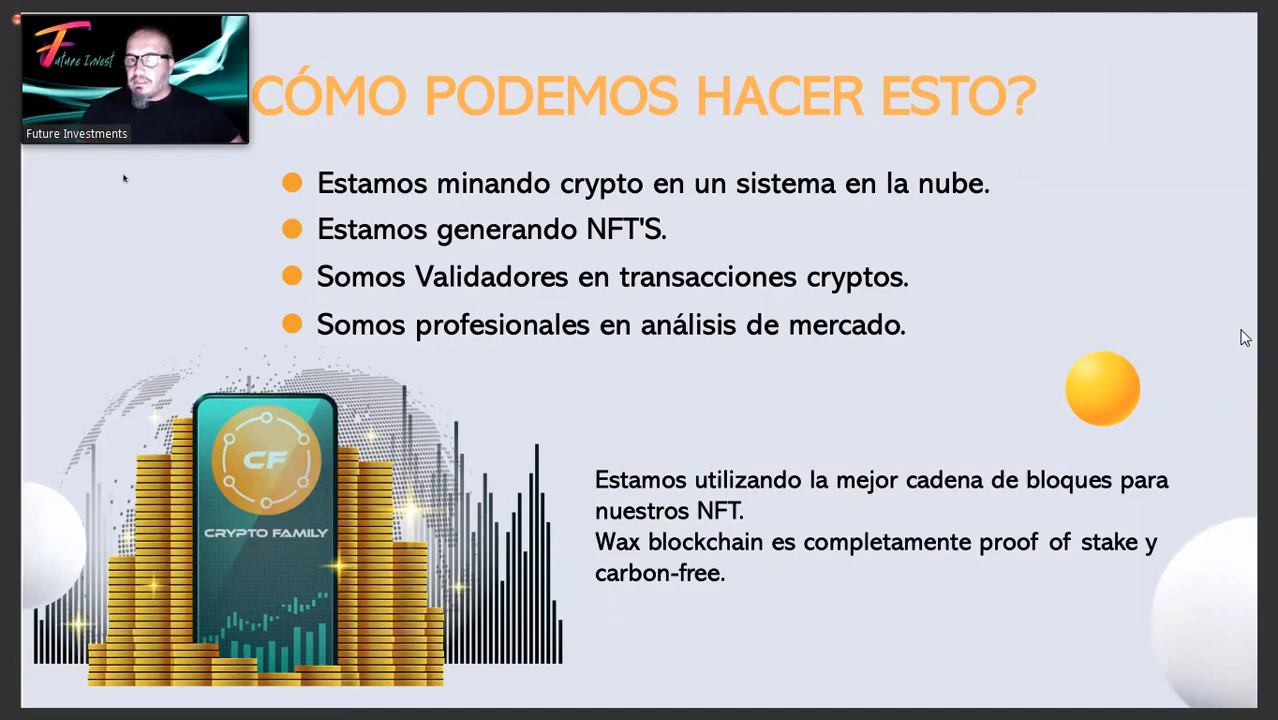 Future Invest
Future Investments
CÓMO PODEMOS HACER ESTO?
Estamos minando crypto en un sistema en la nube.
Estamos generando NFT'S.
Somos Validadores en transacciones cryptos.
Somos profesionales en análisis de mercado.
CF
CRYPTO FAMILY
Estamos utilizando la mejor cadena de bloques para
nuestros NFT.
Wax blockchain es completamente proof of stake y
carbon-free.